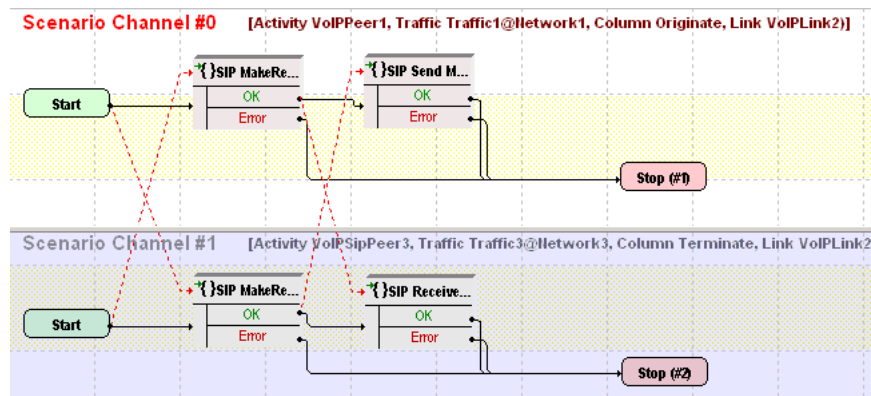 Scenario Channel #0 [Activity VoIPPeer1, Traffic Traffic1@Network1, Column Originate, Link VoIPLink2)]
{}SIP MakeRe... {}SIP Send M...
Start OK OK
Error Error
Stop (#1)
Scenario Channel #1 [Activity VoIPSipPeer3, Traffic Traffic3@Network3, Column Terminate, Link VoIPLink2
{}SIP MakeRe... {}SIP Receive...
Start OK OK
Error Error
Stop (#2)